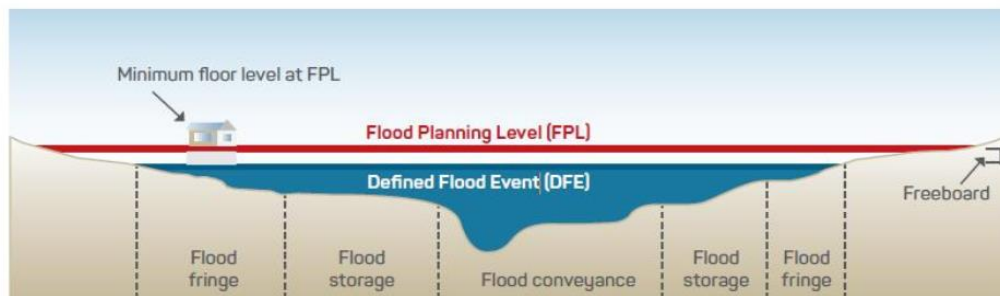 Minimum floor level at FPL
Flood Planning Level (FPL)
Defined Flood Event (DFE)
Freeboard
Flood
fringe
Flood
storage
Flood conveyance
Flood
storage
Flood
fringe